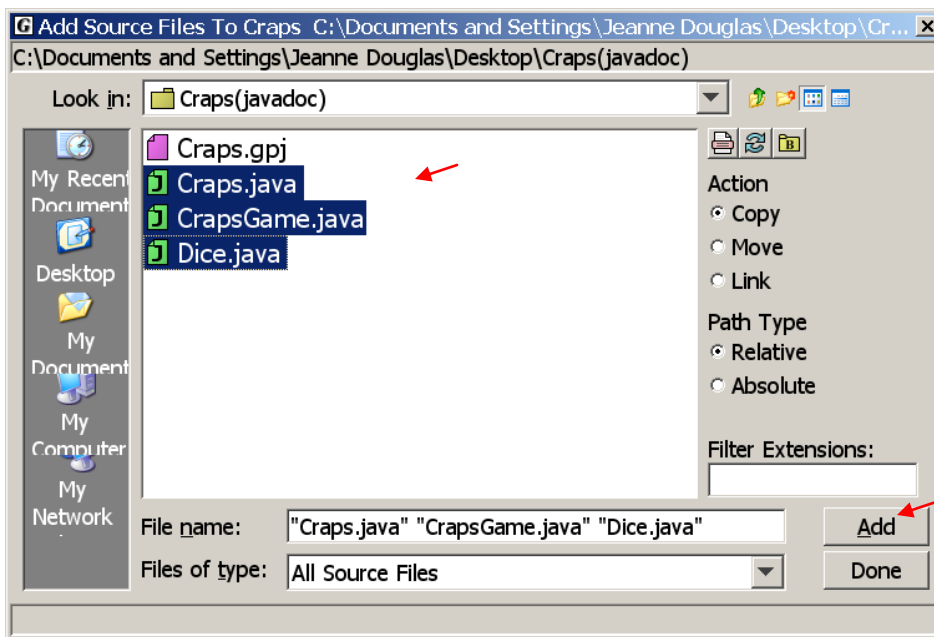 G Add Source Files To Craps C:\Documents and Settings\Jeanne Douglas\Desktop\Cr...
C:\Documents and Settings\Jeanne Douglas\Desktop\Craps(javadoc)
Look in: Craps(javadoc)
My Recent
Document
Desktop
My
Document
My
Computer
My
Network
Craps.gpj
Craps.java
CrapsGame.java
Dice.java
B
Action
Copy
Move
Link
Path Type
Relative
Absolute
Filter Extensions:
File name: "Craps.java" "CrapsGame.java" "Dice.java"
Add
Files of type: All Source Files
Done